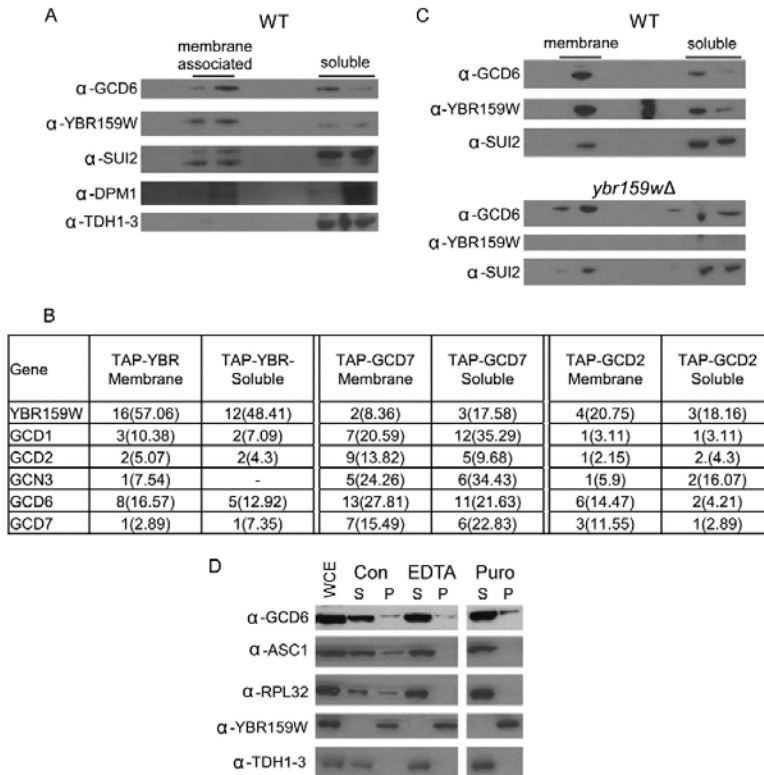 A
WT
membrane associated
soluble
α-GCD6
α-YBR159W
α-SUI2
α-DPM1
α-TDH1-3
C
WT
membrane
soluble
α-GCD6
α-YBR159W
α-SUI2
ybr159wΔ
α-GCD6
α-YBR159W
α-SUI2
B
Gene TAP-YBR Membrane TAP-YBR- Soluble TAP-GCD7 Membrane TAP-GCD7 Soluble TAP-GCD2 Membrane TAP-GCD2 Soluble
YBR159W 16(57.06) 12(48.41) 2(8.36) 3(17.58) 4(20.75) 3(18.16)
GCD1 3(10.38) 2(7.09) 7(20.59) 12(35.29) 1(3.11) 1(3.11)
GCD2 2(5.07) 2(4.3) 9(13.82) 5(9.68) 1(2.15) 2.(4.3)
GCN3 1(7.54) - 5(24.26) 6(34.43) 1(5.9) 2(16.07)
GCD6 8(16.57) 5(12.92) 13(27.81) 11(21.63) 6(14.47) 2(4.21)
GCD7 1(2.89) 1(7.35) 7(15.49) 6(22.83) 3(11.55) 1(2.89)
D
WCE Con EDTA Puro
S P S P S P
α-GCD6
α-ASC1
α-RPL32
α-YBR159W
α-TDH1-3